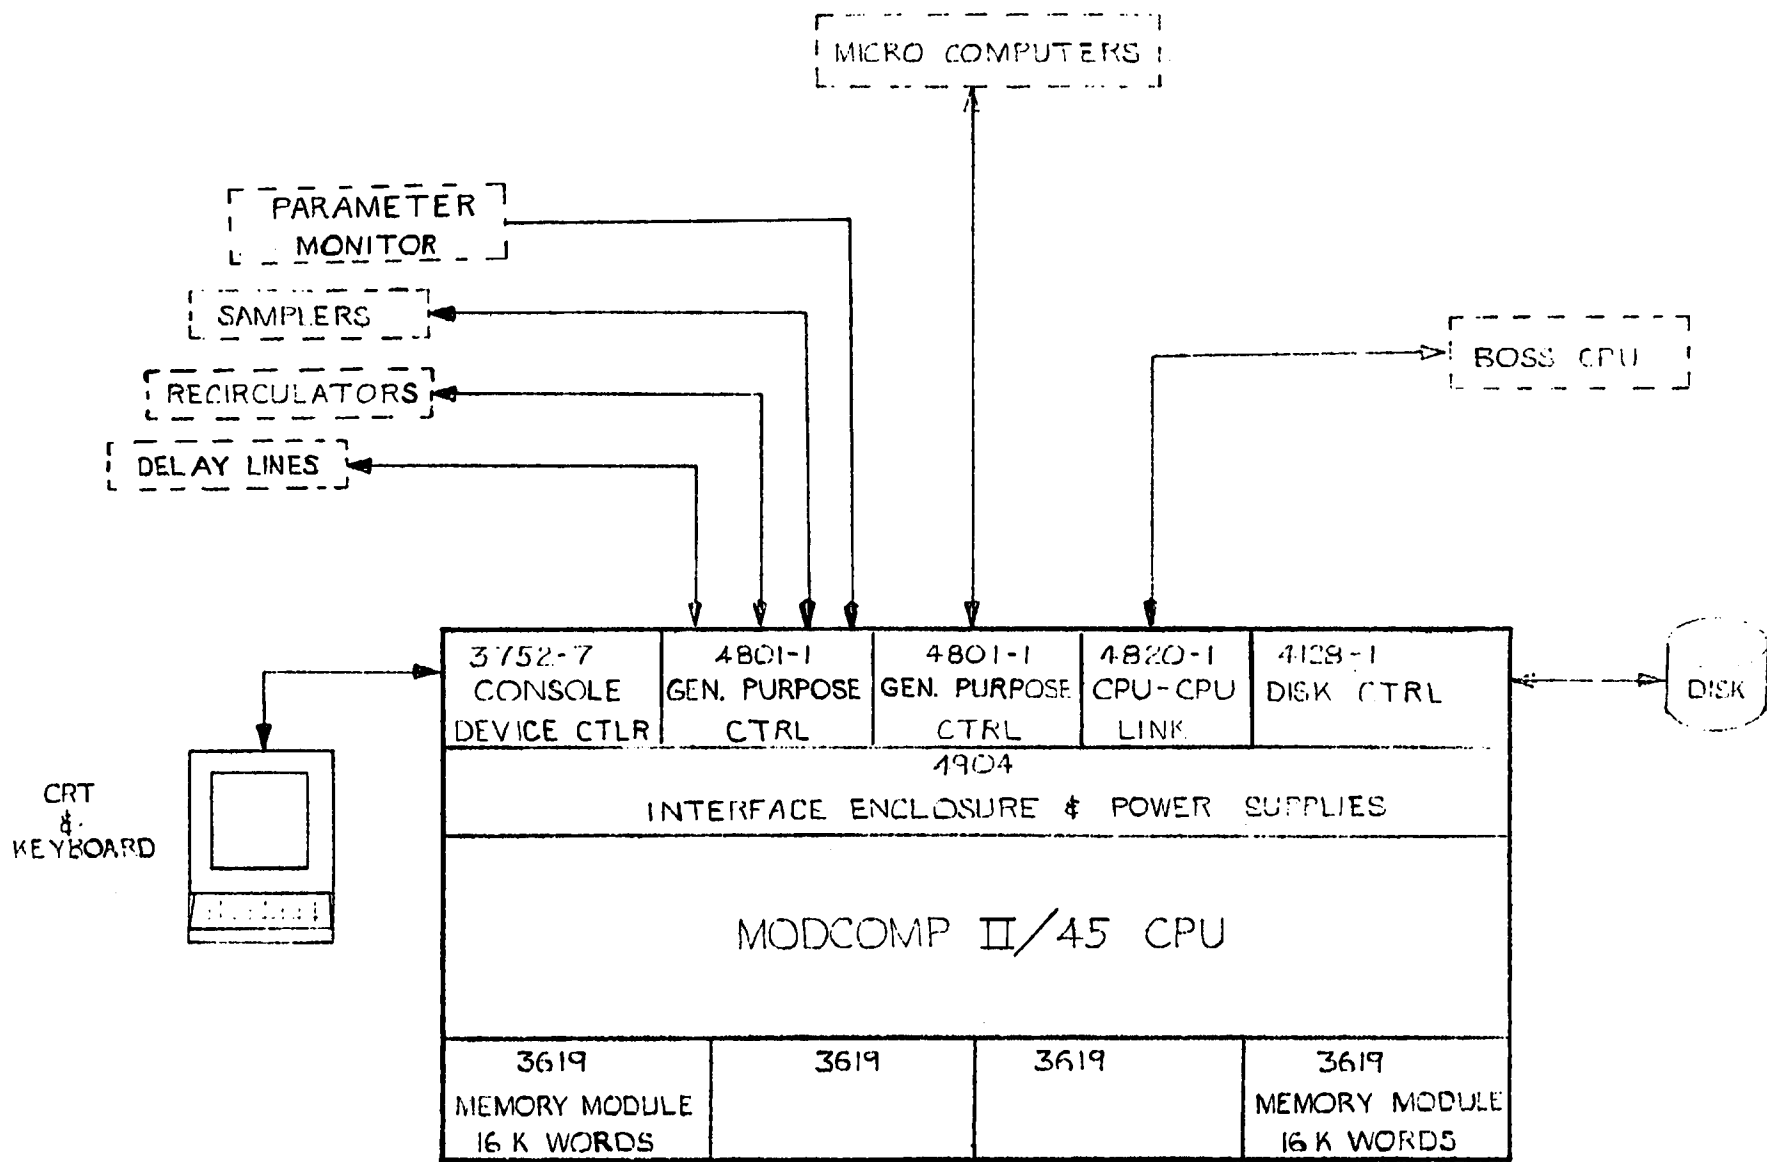 MICRO COMPUTERS
PARAMETER
MONITOR
SAMPLERS
RECIRULATORS
DELAY LINES
BOSS CPU
3752-7
CONSOLE
DEVICE CTLR
4801-1
GEN. PURPOSE
CTRL
4801-1
GEN. PURPOSE
CTRL
4820-1
CPU-CPU
LINK
4128-1
DISK CTRL
DISK
4904
INTERFACE ENCLOSURE & POWER SUPPLIES
CRT
&
KEYBOARD
MODCOMP II/45 CPU
3619
MEMORY MODULE
16 K WORDS
3619
3619
3619
MEMORY MODULE
16 K WORDS